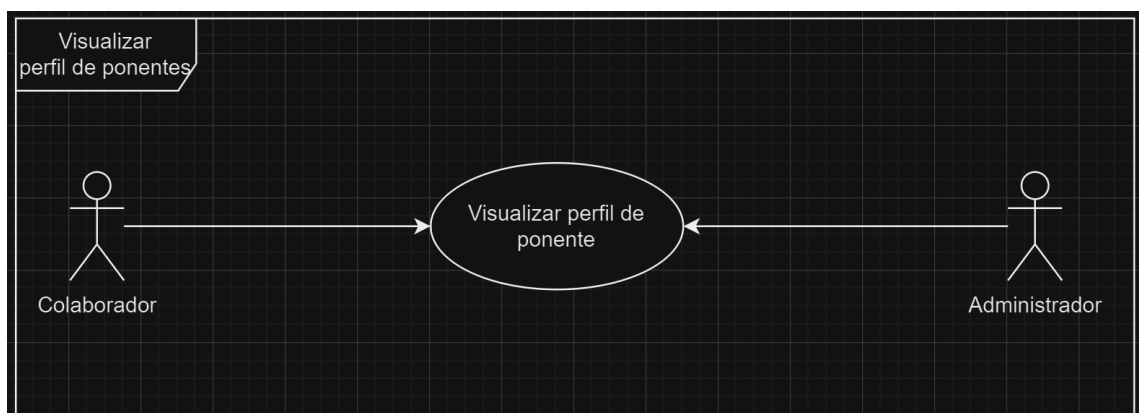 Visualizar
perfil de ponentes
Visualizar perfil de
ponente
Colaborador
Administrador